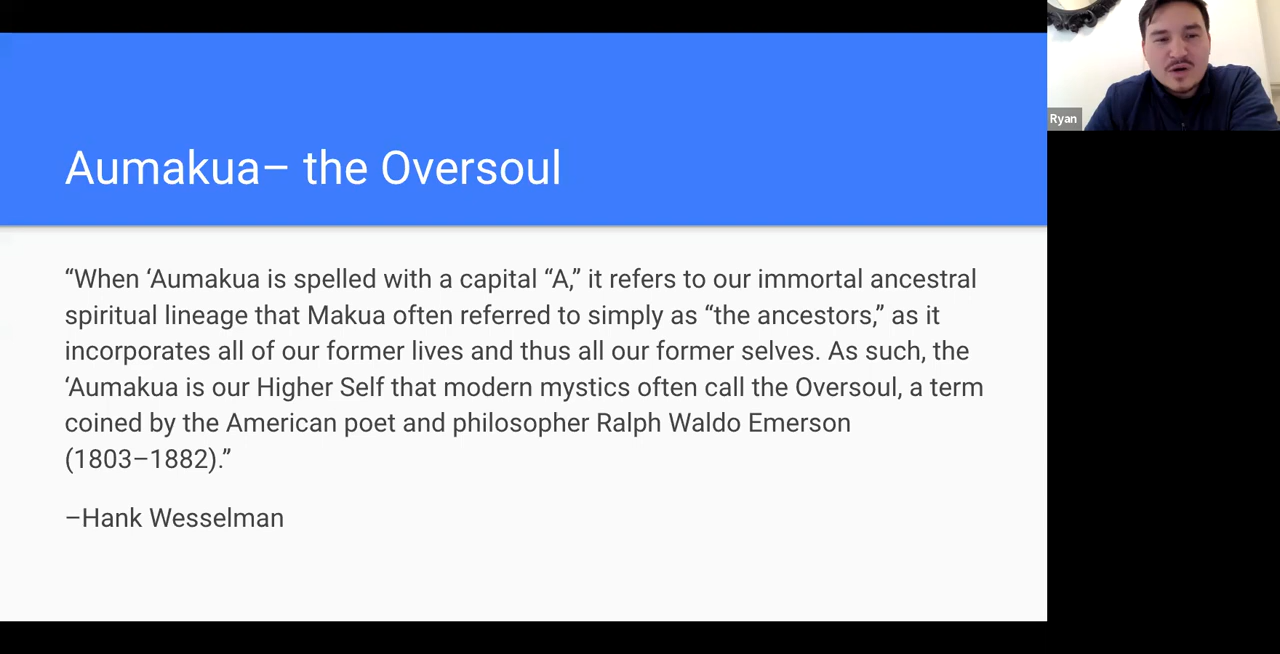 Aumakua– the Oversoul
Ryan
“When ‘Aumakua is spelled with a capital “A,” it refers to our immortal ancestral
spiritual lineage that Makua often referred to simply as “the ancestors,” as it
incorporates all of our former lives and thus all our former selves. As such, the
‘Aumakua is our Higher Self that modern mystics often call the Oversoul, a term
coined by the American poet and philosopher Ralph Waldo Emerson
(1803–1882).”
–Hank Wesselman